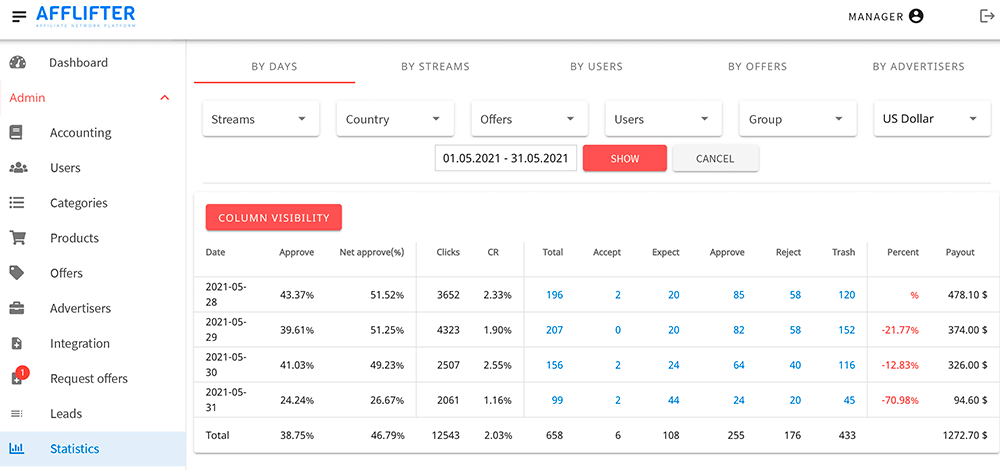 AFFLIFTER
AFFILIATE NETWORK PLATFORM
MANAGER
Dashboard
Admin
Accounting
Users
Categories
Products
Offers
Advertisers
Integration
1
Request offers
Leads
Statistics
BY DAYS BY STREAMS BY USERS BY OFFERS BY ADVERTISERS
Streams Country Offers Users Group US Dollar
01.05.2021 - 31.05.2021 SHOW CANCEL
COLUMN VISIBILITY
Date Approve Net approve(%) Clicks CR Total Accept Expect Approve Reject Trash Percent Payout
2021-05-
28 43.37% 51.52% 3652 2.33% 196 2 20 85 58 120 % 478.10 $
2021-05-
29 39.61% 51.25% 4323 1.90% 207 0 20 82 58 152 -21.77% 374.00 $
2021-05-
30 41.03% 49.23% 2507 2.55% 156 2 24 64 40 116 -12.83% 326.00 $
2021-05-
31 24.24% 26.67% 2061 1.16% 99 2 44 24 20 45 -70.98% 94.60 $
Total 38.75% 46.79% 12543 2.03% 658 6 108 255 176 433 1272.70 $